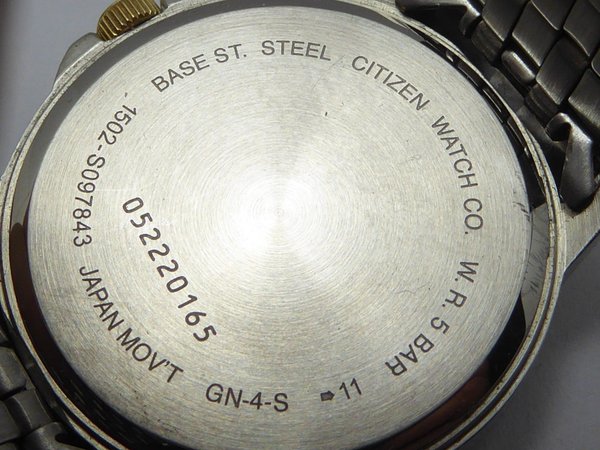 BASE ST. STEEL CITIZEN WATCH CO. W. R. 5 BAR
1502-S097843 JAPAN MOV'T GN-4-S 11
052220165